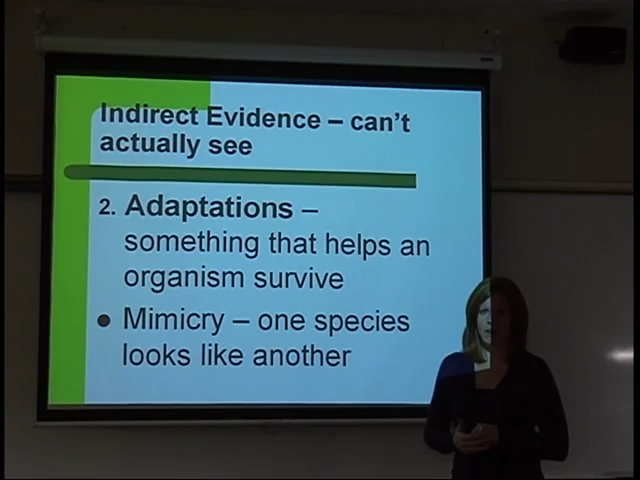 Indirect Evidence – can't
actually see
2. Adaptations –
something that helps an
organism survive
● Mimicry – one species
looks like another